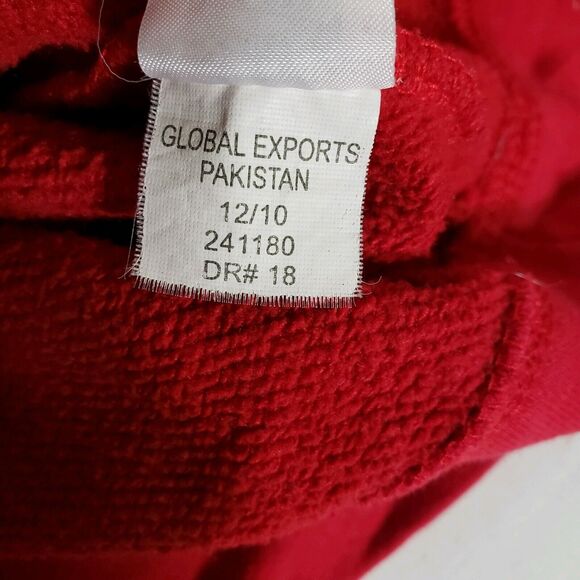 GLOBAL EXPORTS
PAKISTAN
12/10
241180
DR# 18